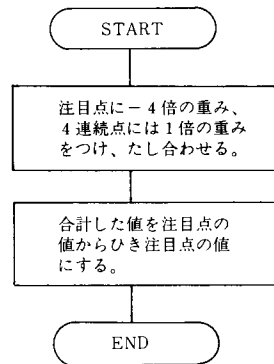 START
注目点に－4倍の重み、
4連続点には1倍の重み
をつけ、たし合わせる。
合計した値を注目点の
値からひき注目点の値
にする。
END